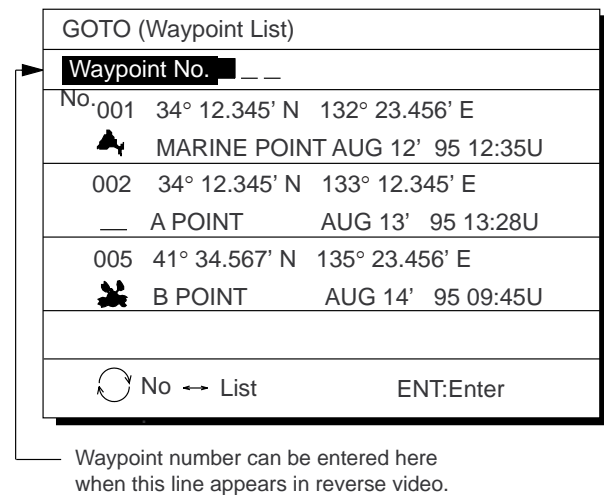 GOTO (Waypoint List)
Waypoint No. _ _
No.
001 34° 12.345’ N 132° 23.456’ E
MARINE POINT AUG 12’ 95 12:35U
002 34° 12.345’ N 133° 12.345’ E
__ A POINT AUG 13’ 95 13:28U
005 41° 34.567’ N 135° 23.456’ E
B POINT AUG 14’ 95 09:45U
No ↔ List ENT:Enter
Waypoint number can be entered here
when this line appears in reverse video.